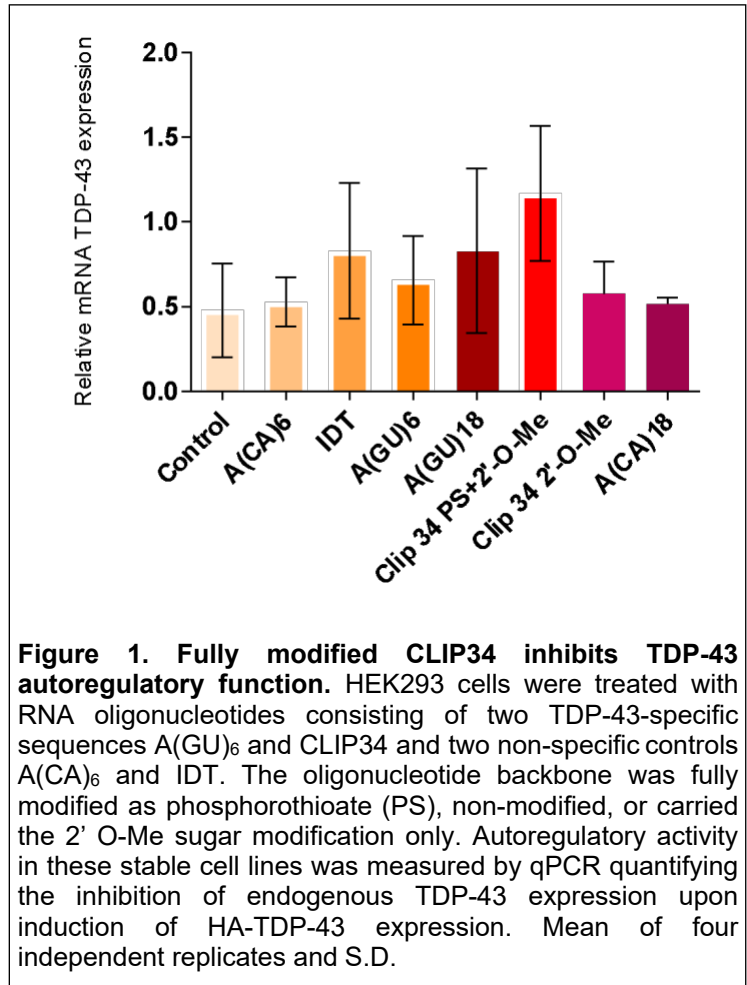 Relative mRNA TDP-43 expression
2.0
1.5
1.0
0.5
0.0
Control
A(CA)6
IDT
A(GU)6
A(GU)18
Clip 34 PS+2'-O-Me
Clip 34 2'-O-Me
A(CA)18
Figure 1. Fully modified CLIP34 inhibits TDP-43
autoregulatory function. HEK293 cells were treated with
RNA oligonucleotides consisting of two TDP-43-specific
sequences A(GU)₆ and CLIP34 and two non-specific controls
A(CA)₆ and IDT. The oligonucleotide backbone was fully
modified as phosphorothioate (PS), non-modified, or carried
the 2’ O-Me sugar modification only. Autoregulatory activity
in these stable cell lines was measured by qPCR quantifying
the inhibition of endogenous TDP-43 expression upon
induction of HA-TDP-43 expression. Mean of four
independent replicates and S.D.